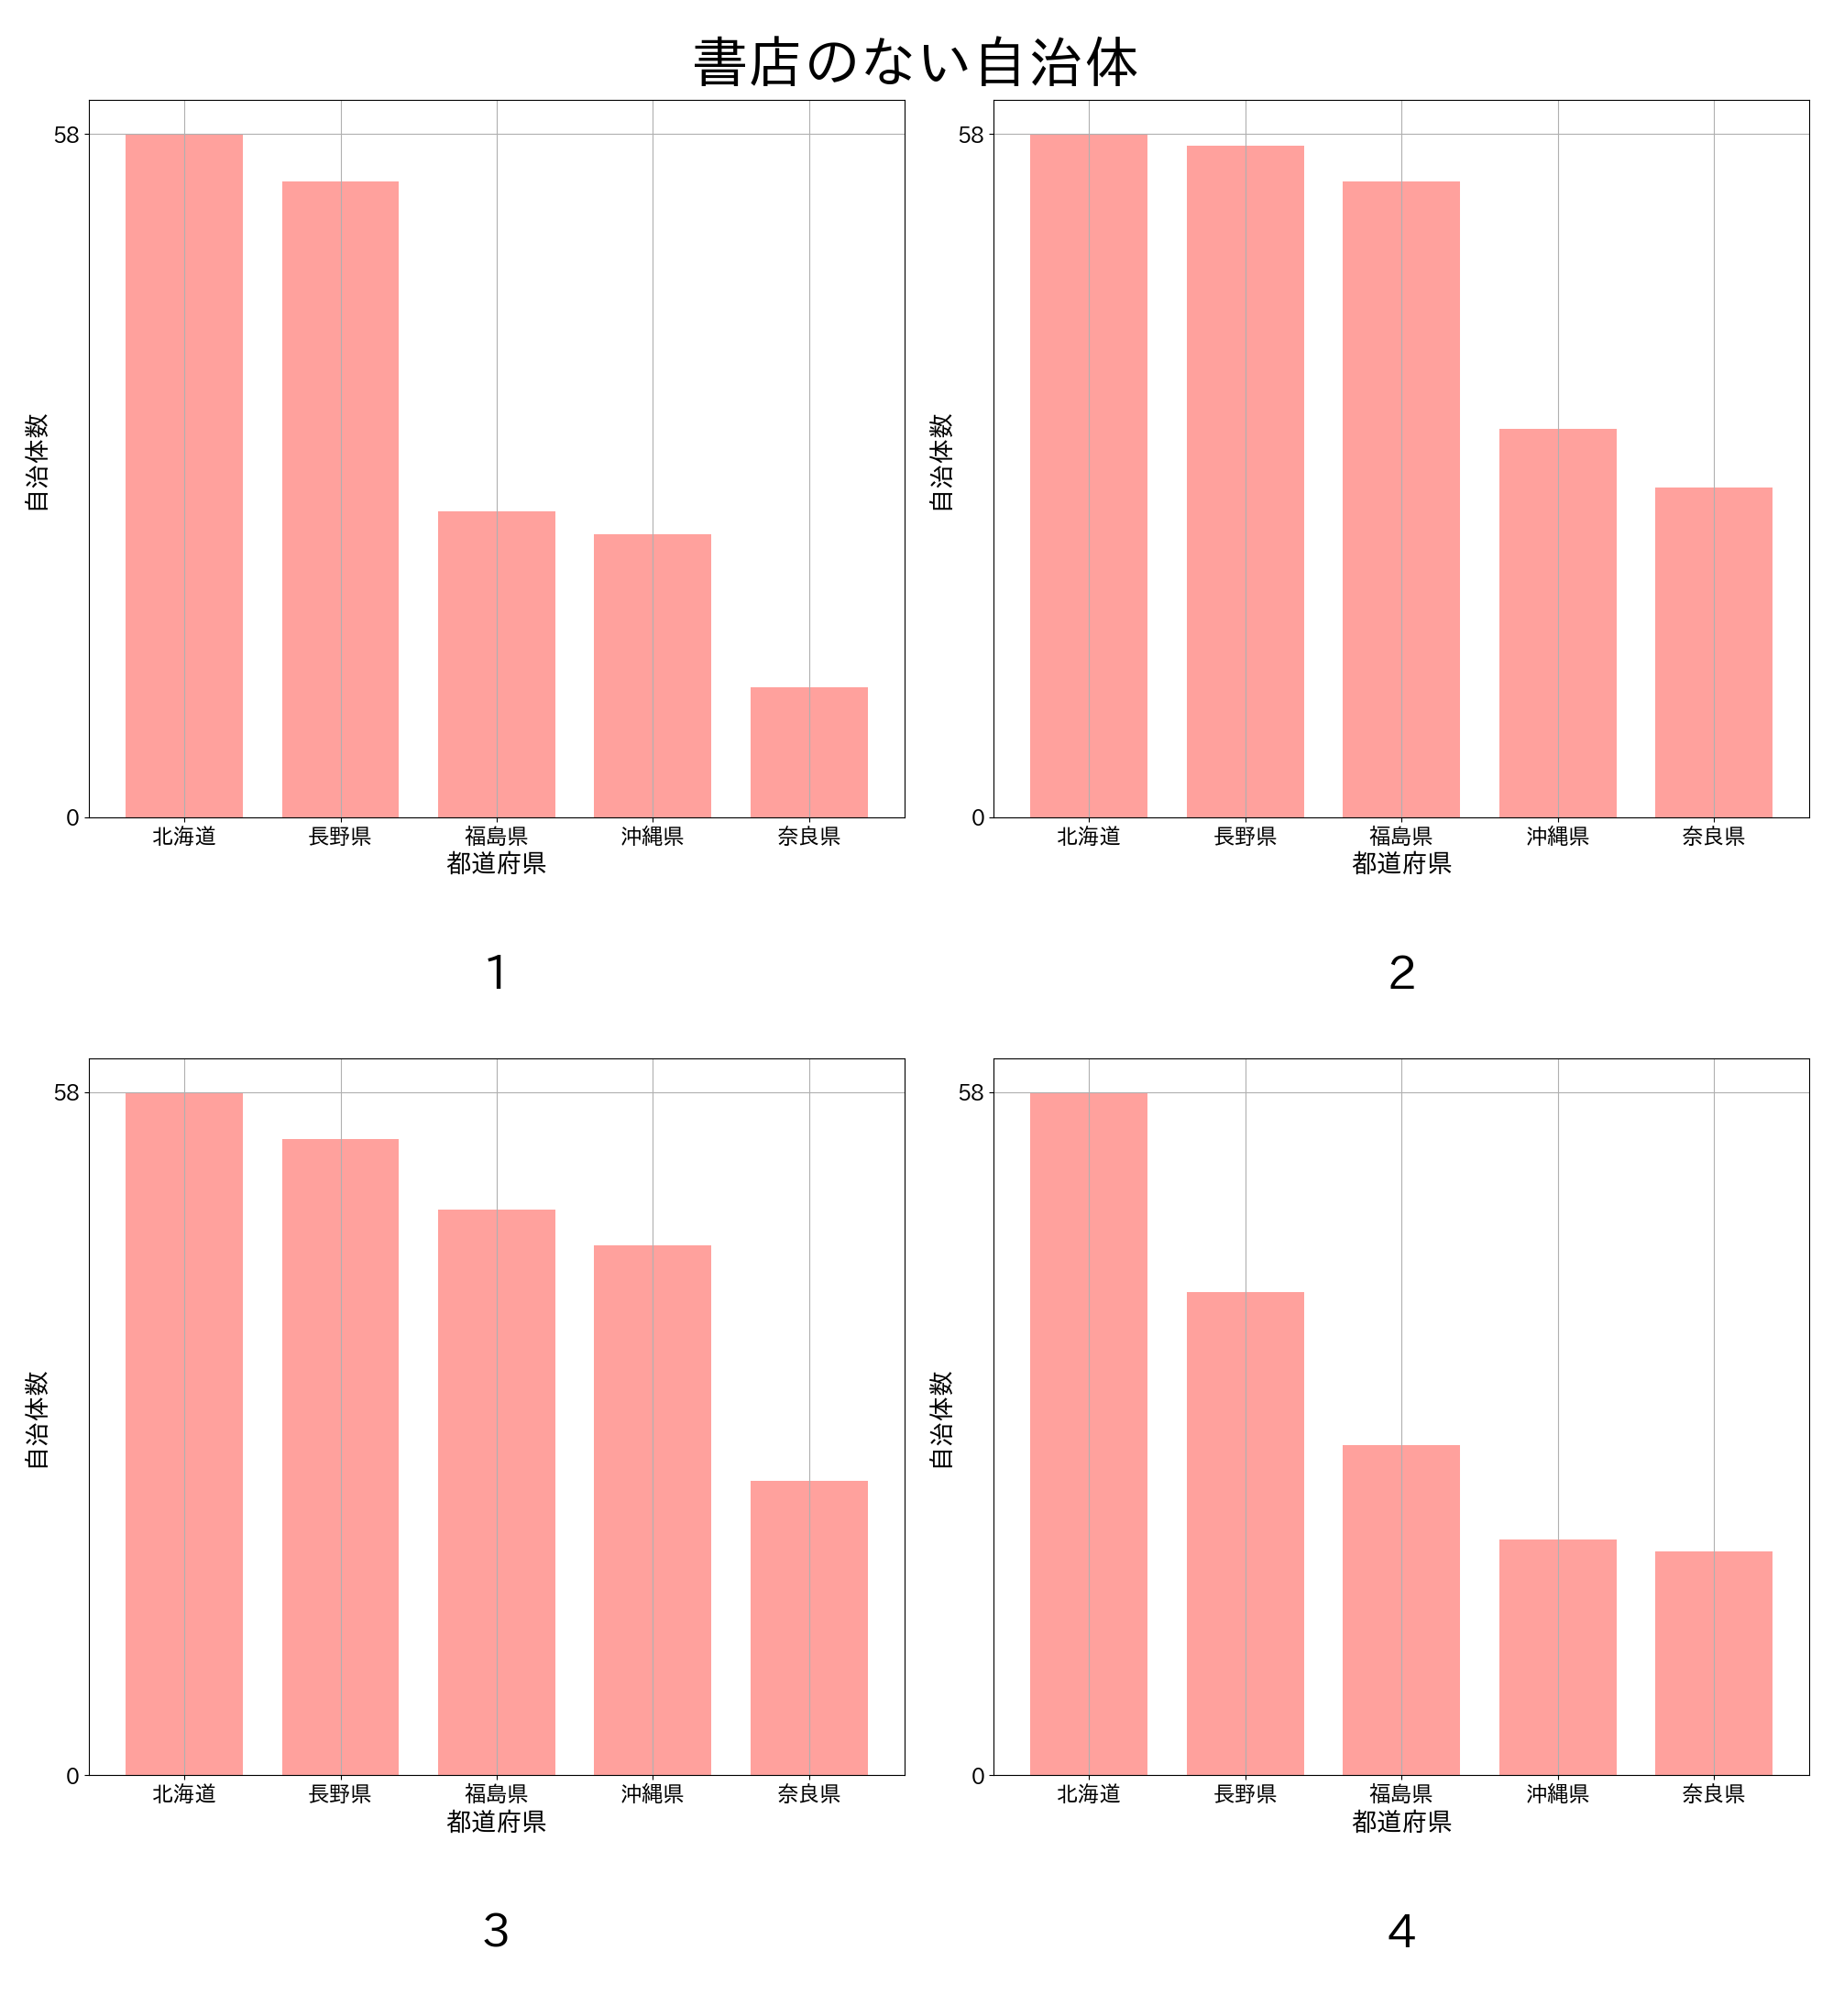 書店のない自治体
58
0
自治体数
北海道 長野県 福島県 沖縄県 奈良県
都道府県
1
58
0
自治体数
北海道 長野県 福島県 沖縄県 奈良県
都道府県
2
58
0
自治体数
北海道 長野県 福島県 沖縄県 奈良県
都道府県
3
58
0
自治体数
北海道 長野県 福島県 沖縄県 奈良県
都道府県
4